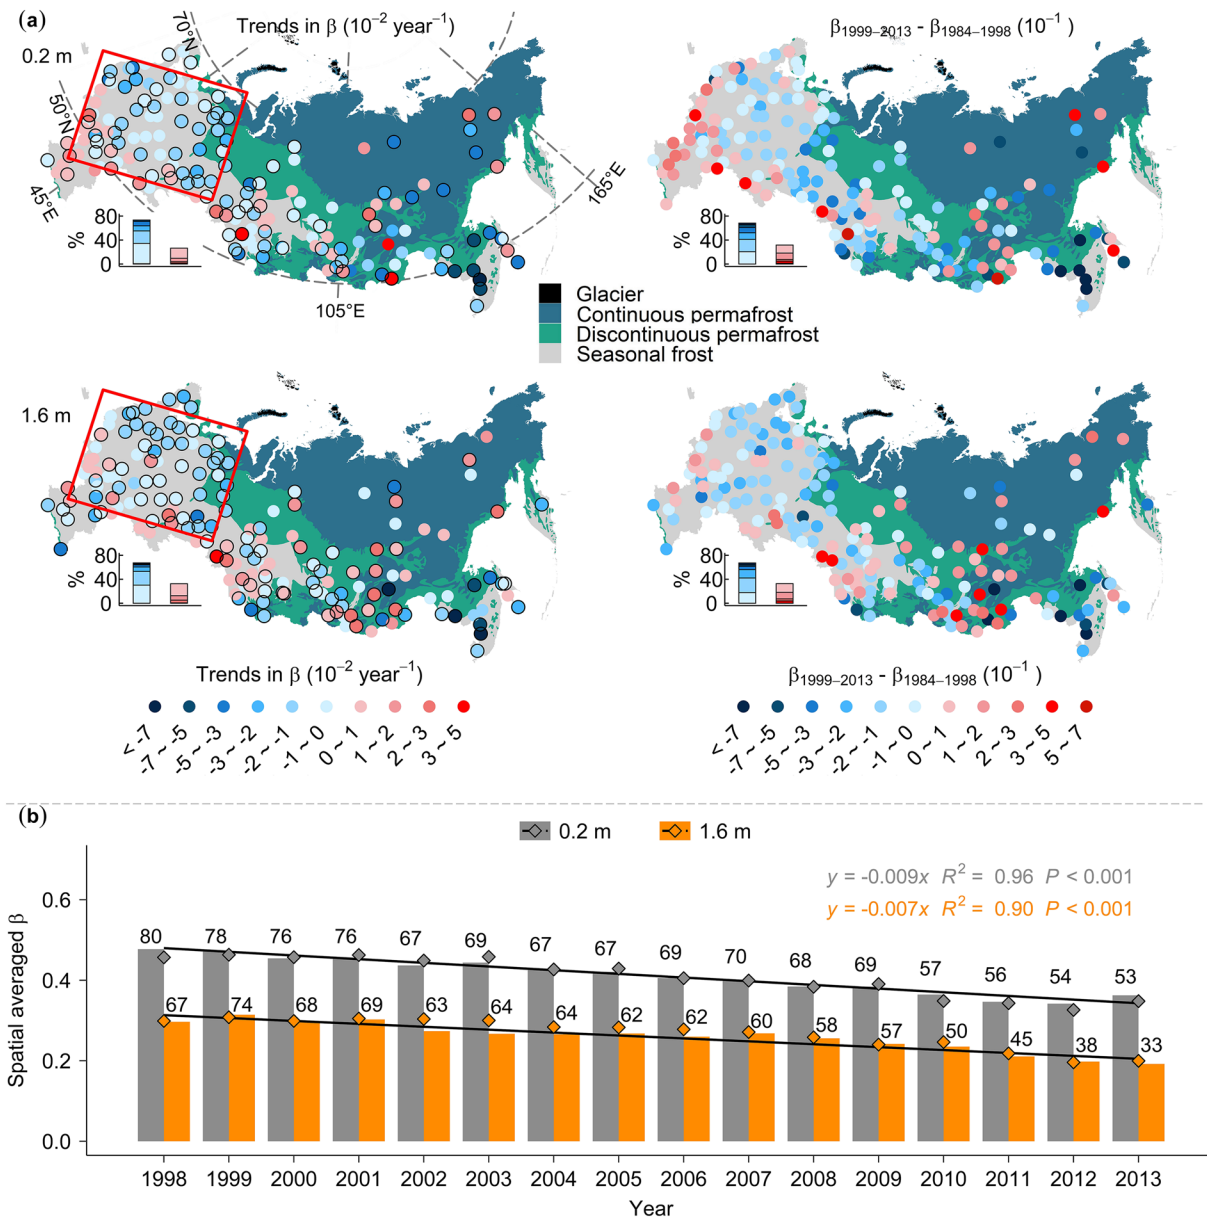 (a)
Trends in β (10⁻² year⁻¹)
β1999–2013 - β1984–1998 (10⁻¹)
0.2 m
70°N
50°N
45°E
105°E
165°E
80
40
0
%
80
40
0
%
Glacier
Continuous permafrost
Discontinuous permafrost
Seasonal frost
1.6 m
80
40
0
%
80
40
0
%
Trends in β (10⁻² year⁻¹)
< -7
-7 ~ -5
-5 ~ -3
-3 ~ -2
-2 ~ -1
-1 ~ 0
0 ~ 1
1 ~ 2
2 ~ 3
3 ~ 5
β1999–2013 - β1984–1998 (10⁻¹ )
< -7
-7 ~ -5
-5 ~ -3
-3 ~ -2
-2 ~ -1
-1 ~ 0
0 ~ 1
1 ~ 2
2 ~ 3
3 ~ 5
5 ~ 7
(b)
0.2 m 1.6 m
y = -0.009x R² = 0.96 P < 0.001
y = -0.007x R² = 0.90 P < 0.001
Spatial averaged β
0.6
0.4
0.2
0.0
80 78 76 76 67 69 67 67 69 70 68 69 57 56 54 53
67 74 68 69 63 64 64 62 62 60 58 57 50 45 38 33
1998 1999 2000 2001 2002 2003 2004 2005 2006 2007 2008 2009 2010 2011 2012 2013
Year